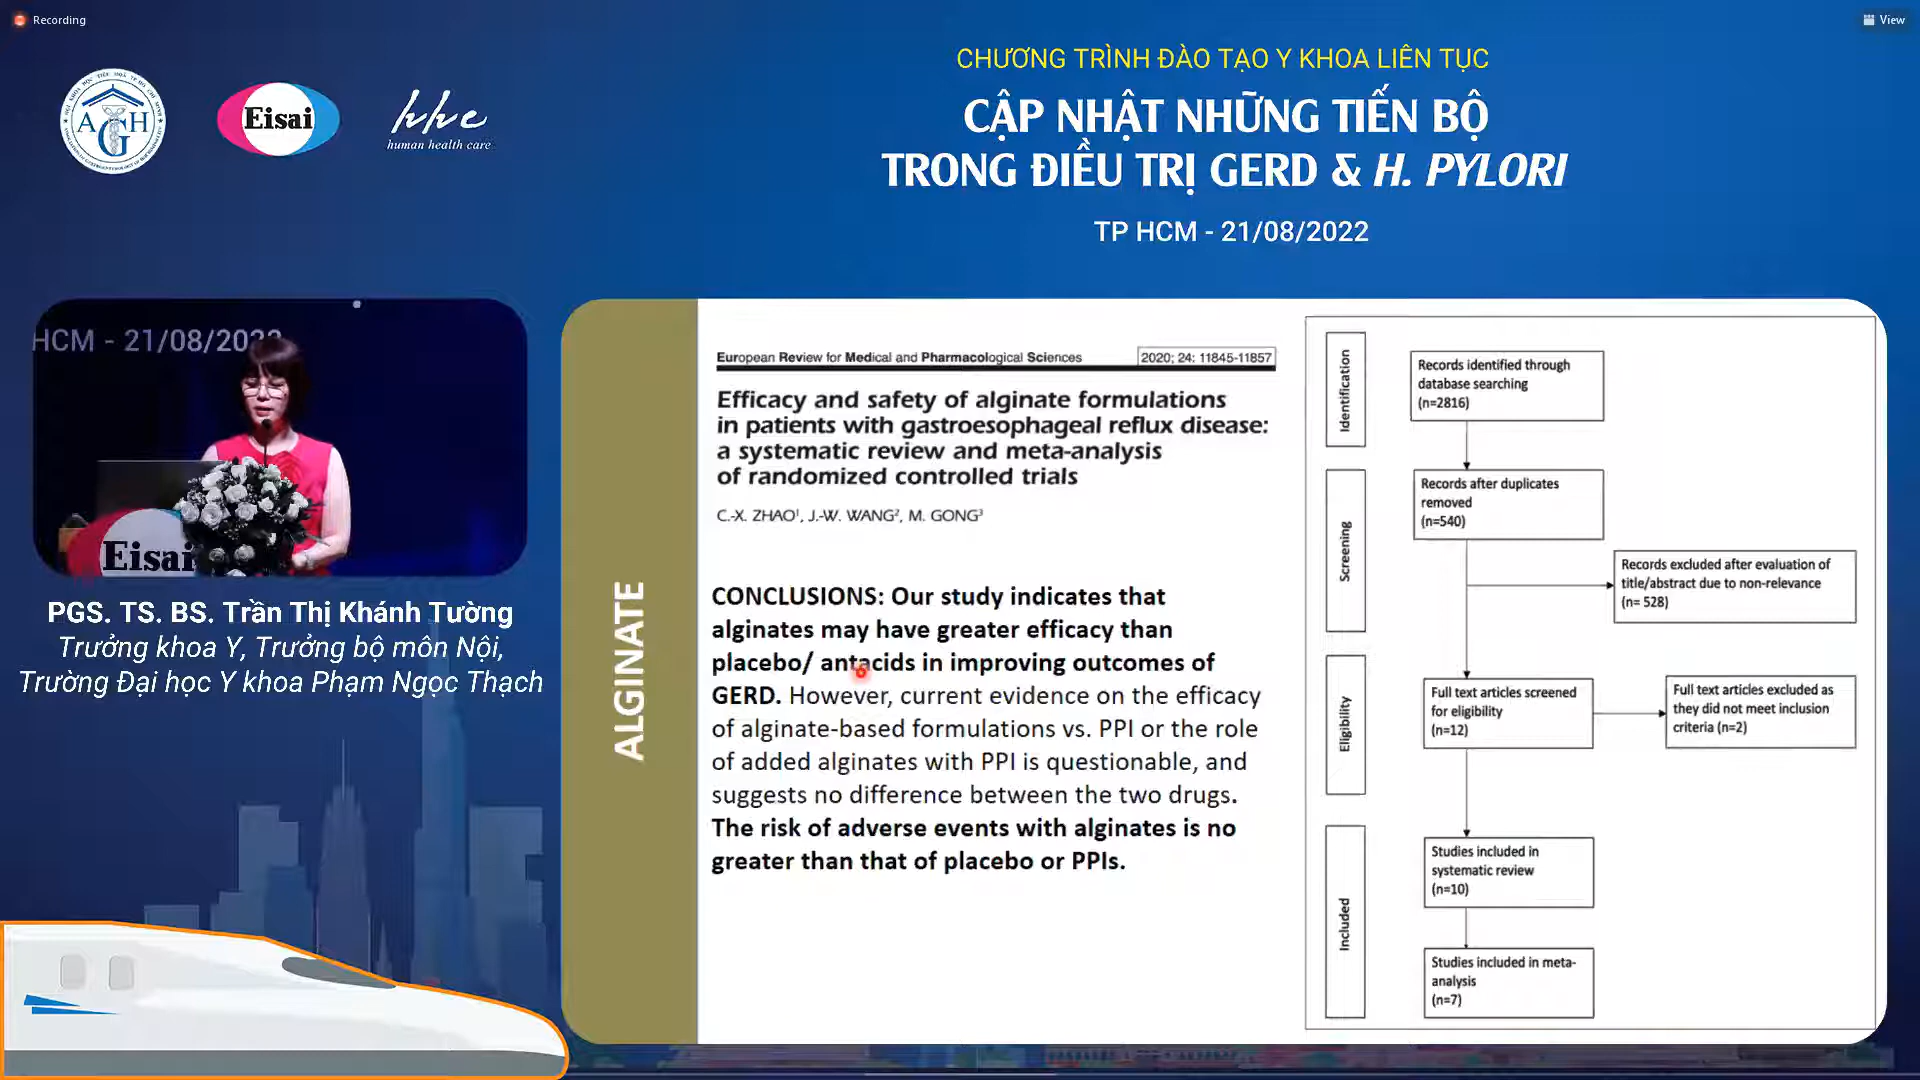 Recording
View
CHƯƠNG TRÌNH ĐÀO TẠO Y KHOA LIÊN TỤC
CẬP NHẬT NHỮNG TIẾN BỘ
TRONG ĐIỀU TRỊ GERD & H. PYLORI
TP HCM - 21/08/2022
AGH
Eisai
hhc
human health care
HCM - 21/08/2022
Eisai
PGS. TS. BS. Trần Thị Khánh Tường
Trưởng khoa Y, Trưởng bộ môn Nội,
Trường Đại học Y khoa Phạm Ngọc Thạch
ALGINATE
European Review for Medical and Pharmacological Sciences
2020; 24: 11845-11857
Efficacy and safety of alginate formulations
in patients with gastroesophageal reflux disease:
a systematic review and meta-analysis
of randomized controlled trials
C.-X. ZHAO¹, J.-W. WANG², M. GONG³
CONCLUSIONS: Our study indicates that
alginates may have greater efficacy than
placebo/ antacids in improving outcomes of
GERD. However, current evidence on the efficacy
of alginate-based formulations vs. PPI or the role
of added alginates with PPI is questionable, and
suggests no difference between the two drugs.
The risk of adverse events with alginates is no
greater than that of placebo or PPIs.
Identification
Records identified through
database searching
(n=2816)
Screening
Records after duplicates
removed
(n=540)
Records excluded after evaluation of
title/abstract due to non-relevance
(n= 528)
Eligibility
Full text articles screened
for eligibility
(n=12)
Full text articles excluded as
they did not meet inclusion
criteria (n=2)
Included
Studies included in
systematic review
(n=10)
Studies included in meta-
analysis
(n=7)